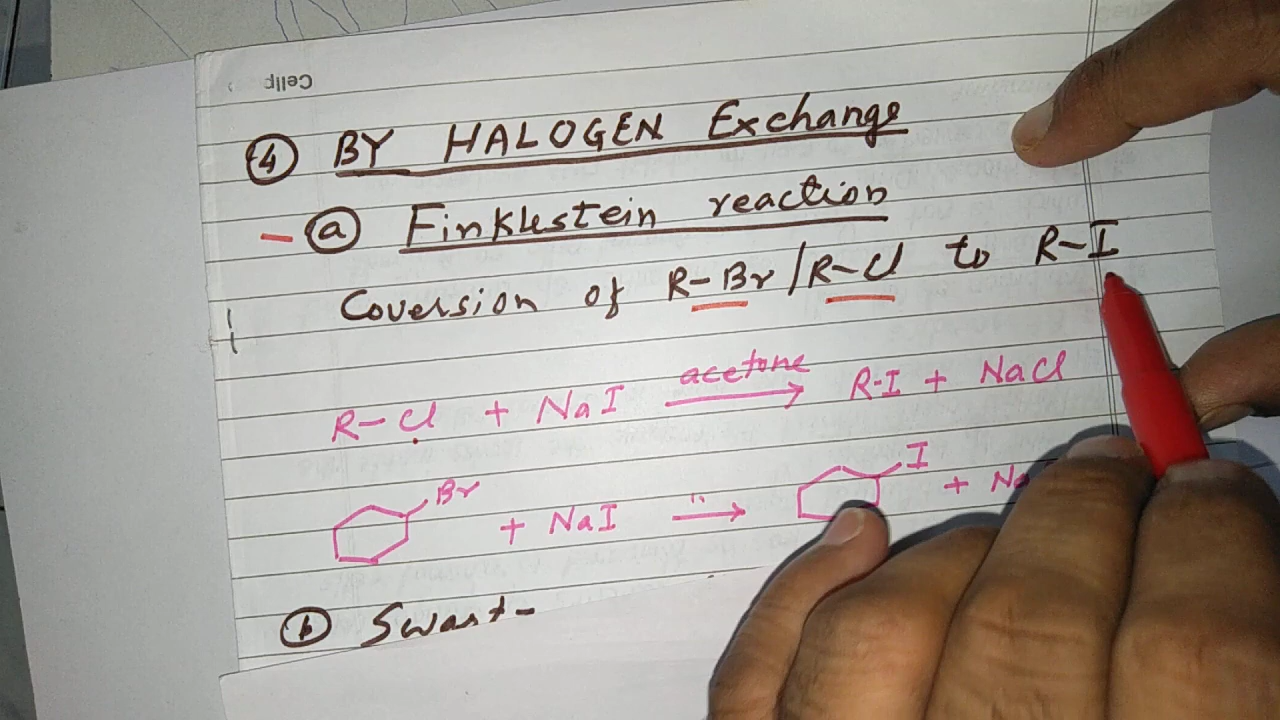 Cellp
④ BY HALOGEN Exchange
– ⓐ Finklestein reaction
Coversion of R-Br / R-Cl to R-I
R-Cl + NaI acetone → R-I + NaCl
Br + NaI " → I + Na
ⓑ Swart-